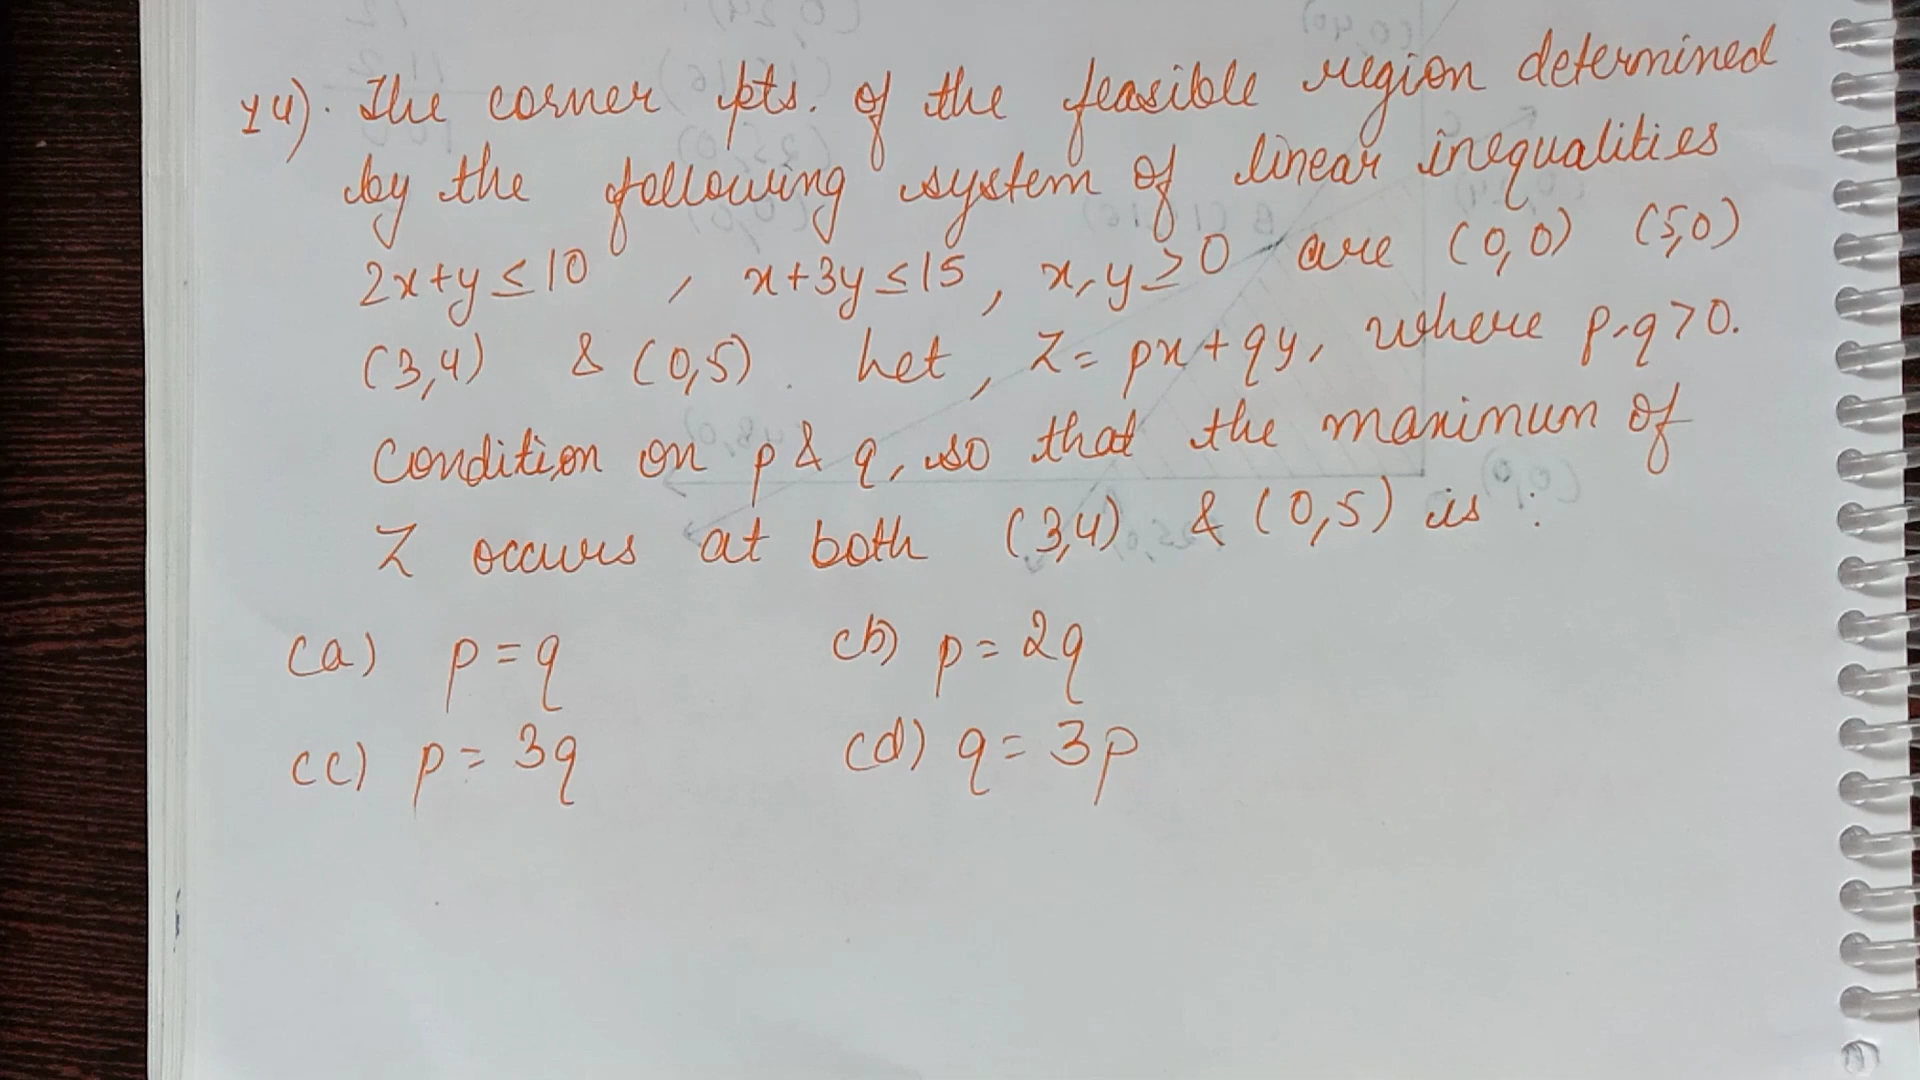 14). The corner pts. of the feasible region determined
by the following system of linear inequalities
2x+y≤10 , x+3y≤15, x,y≥0 are (0,0) (5,0)
(3,4) & (0,5). Let, Z= px+qy, where p,q>0.
Condition on p & q, so that the maximum of
Z occurs at both (3,4) & (0,5) is :
(a) p=q (b) p=2q
(c) p=3q (d) q=3p